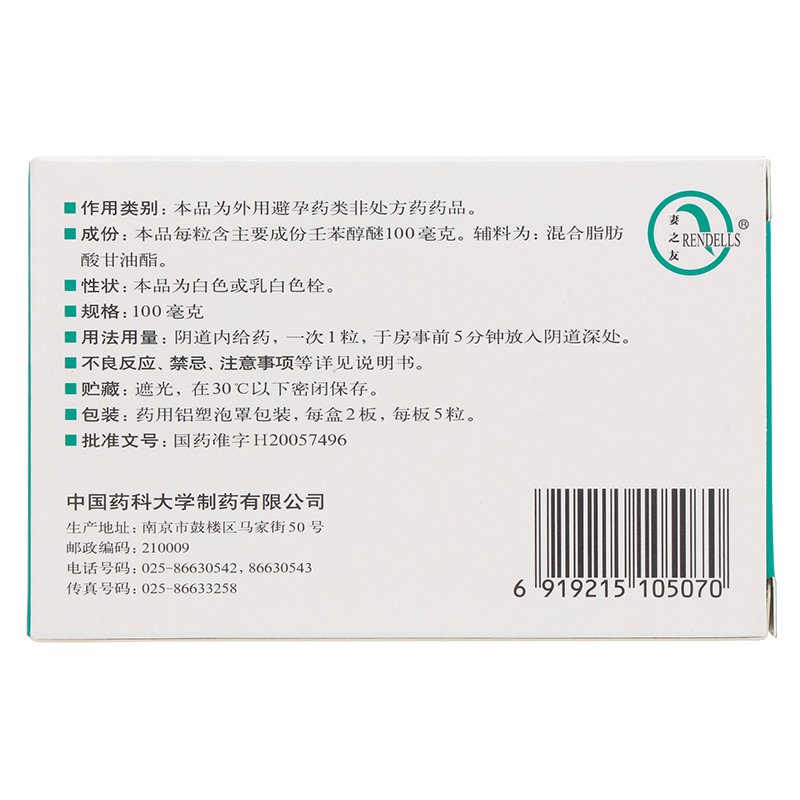 ■ 作用类别：本品为外用避孕药类非处方药药品。
■ 成份：本品每粒含主要成份壬苯醇醚100毫克。辅料为：混合脂肪
酸甘油酯。
■ 性状：本品为白色或乳白色栓。
■ 规格：100毫克
■ 用法用量：阴道内给药，一次1粒，于房事前5分钟放入阴道深处。
■ 不良反应、禁忌、注意事项等详见说明书。
■ 贮藏：遮光，在30℃以下密闭保存。
■ 包装：药用铝塑泡罩包装，每盒2板，每板5粒。
■ 批准文号：国药准字H20057496
妻之友 RENDELLS®
中国药科大学制药有限公司
生产地址：南京市鼓楼区马家街50号
邮政编码：210009
电话号码：025-86630542，86630543
传真号码：025-86633258
6 919215 105070